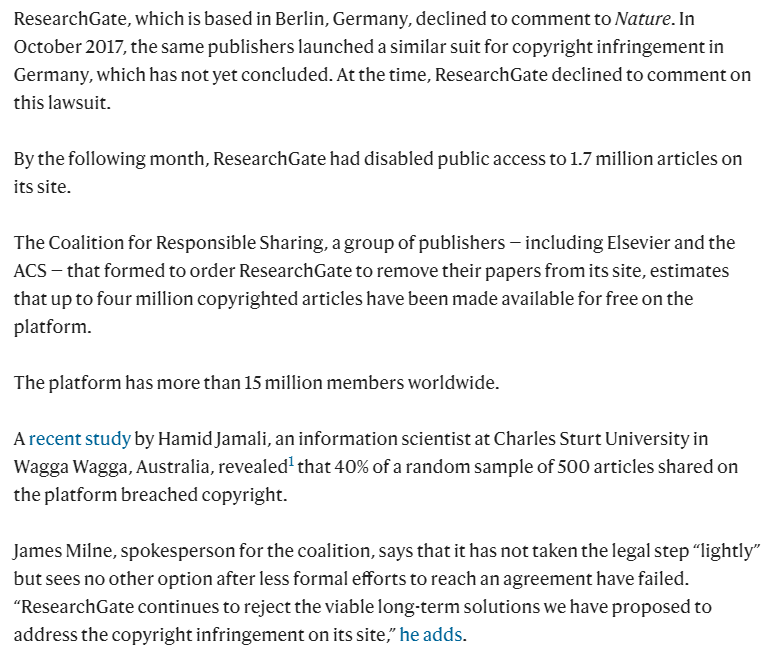 ResearchGate, which is based in Berlin, Germany, declined to comment to Nature. In
October 2017, the same publishers launched a similar suit for copyright infringement in
Germany, which has not yet concluded. At the time, ResearchGate declined to comment on
this lawsuit.
By the following month, ResearchGate had disabled public access to 1.7 million articles on
its site.
The Coalition for Responsible Sharing, a group of publishers — including Elsevier and the
ACS — that formed to order ResearchGate to remove their papers from its site, estimates
that up to four million copyrighted articles have been made available for free on the
platform.
The platform has more than 15 million members worldwide.
A recent study by Hamid Jamali, an information scientist at Charles Sturt University in
Wagga Wagga, Australia, revealed¹ that 40% of a random sample of 500 articles shared on
the platform breached copyright.
James Milne, spokesperson for the coalition, says that it has not taken the legal step “lightly”
but sees no other option after less formal efforts to reach an agreement have failed.
“ResearchGate continues to reject the viable long-term solutions we have proposed to
address the copyright infringement on its site,” he adds.